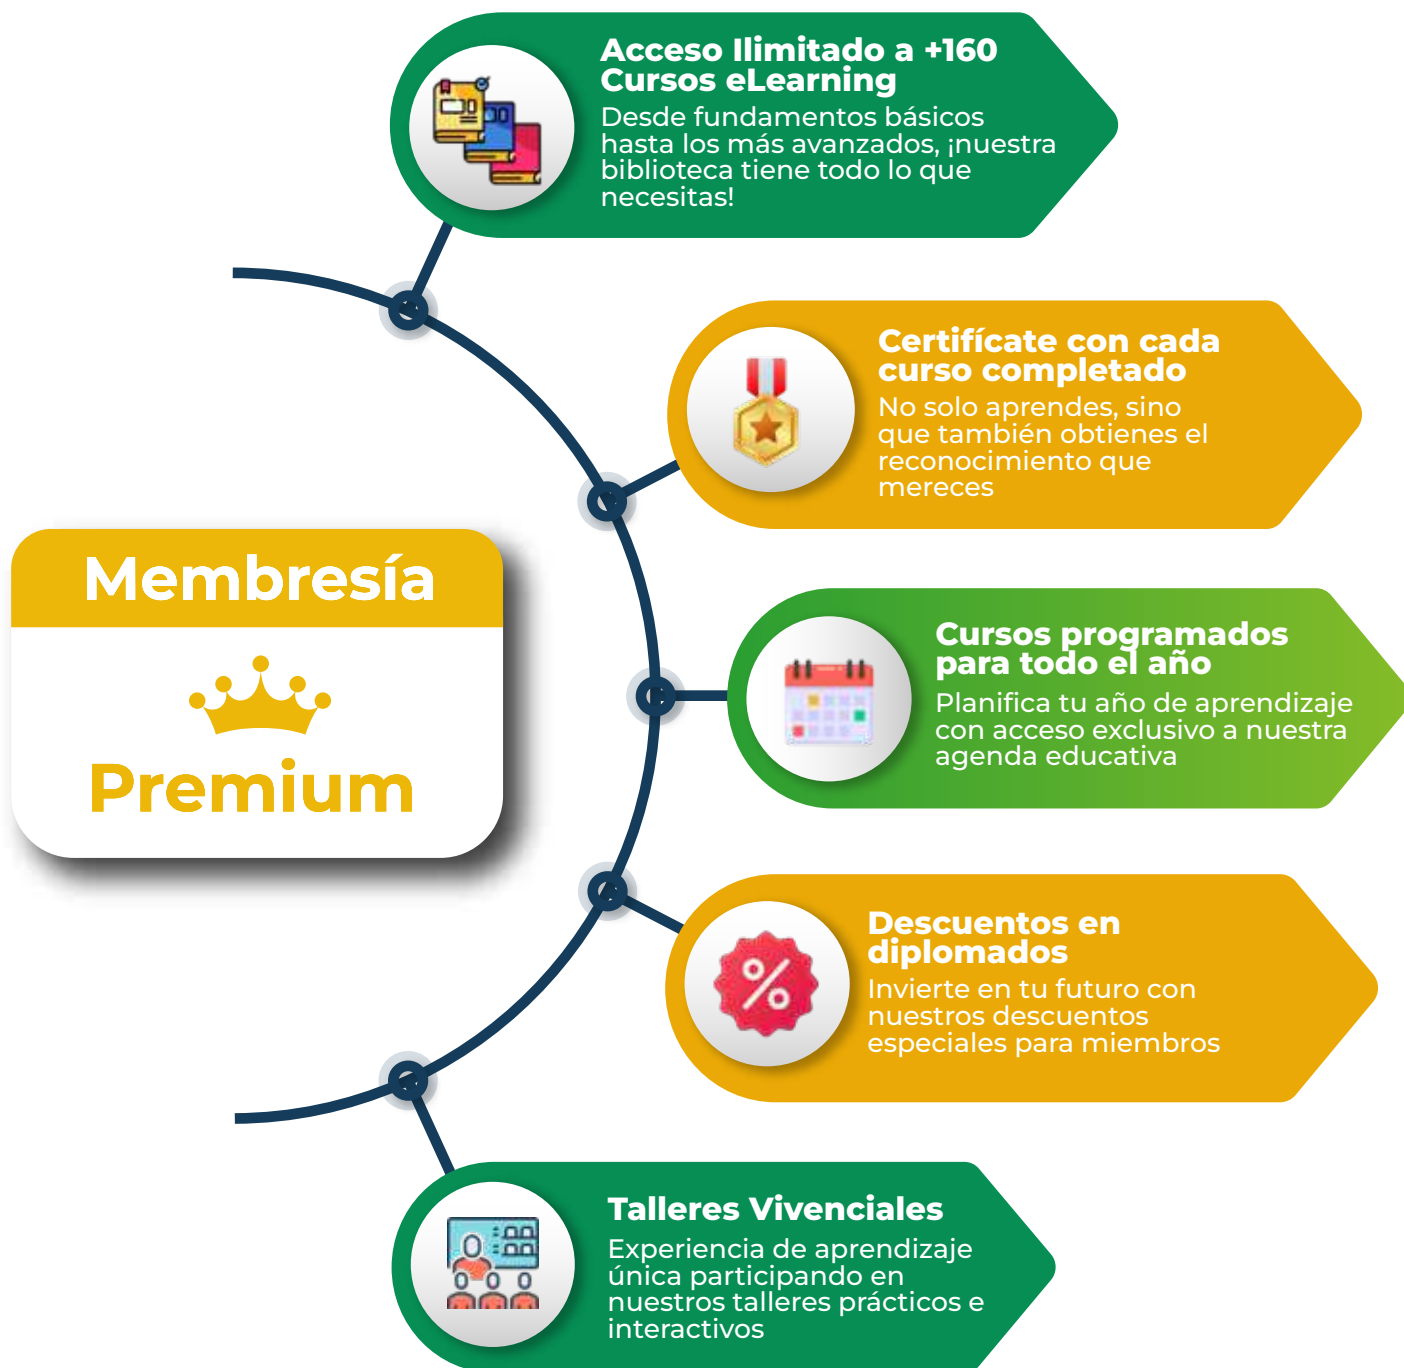 Acceso Ilimitado a +160
Cursos eLearning
Desde fundamentos básicos
hasta los más avanzados, ¡nuestra
biblioteca tiene todo lo que
necesitas!
Certifícate con cada
curso completado
No solo aprendes, sino
que también obtienes el
reconocimiento que
mereces
Membresía
Premium
Cursos programados
para todo el año
Planifica tu año de aprendizaje
con acceso exclusivo a nuestra
agenda educativa
Descuentos en
diplomados
Invierte en tu futuro con
nuestros descuentos
especiales para miembros
Talleres Vivenciales
Experiencia de aprendizaje
única participando en
nuestros talleres prácticos e
interactivos